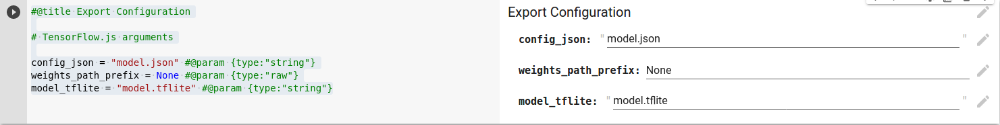 #@title Export Configuration
# TensorFlow.js arguments
config_json = "model.json" #@param {type:"string"}
weights_path_prefix = None #@param {type:"raw"}
model_tflite = "model.tflite" #@param {type:"string"}
Export Configuration
config_json: "model.json"
weights_path_prefix: None
model_tflite: "model.tflite"